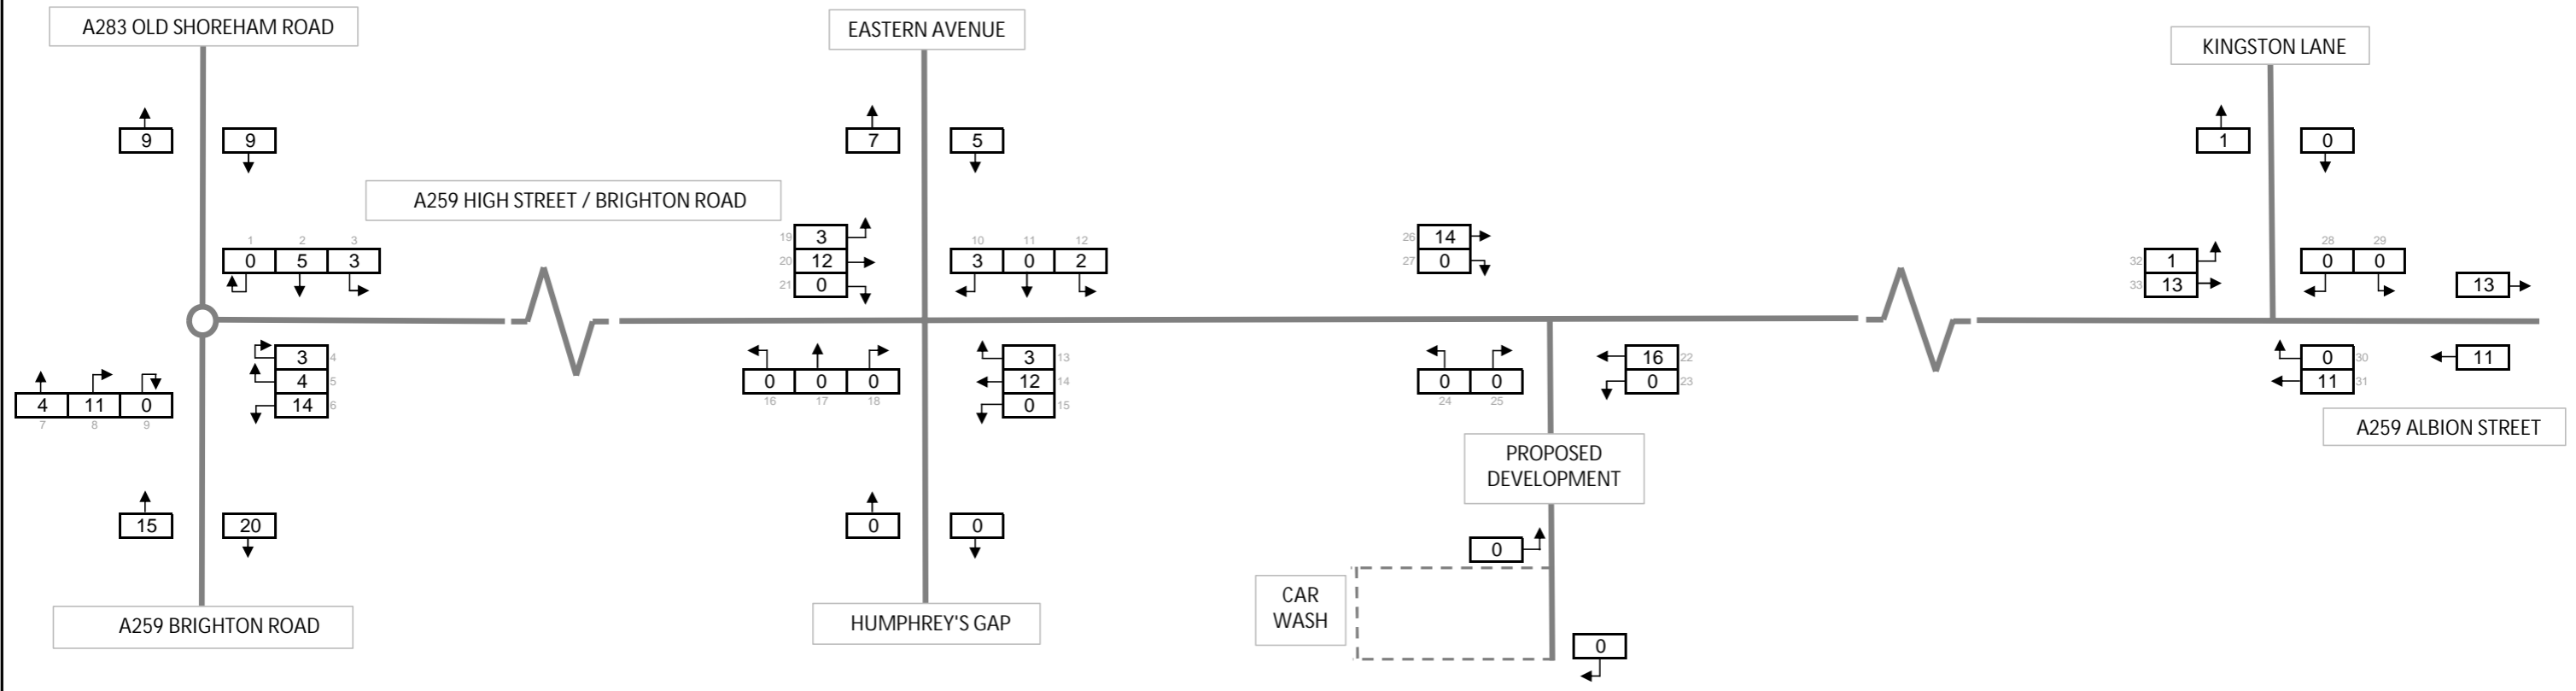 A283 OLD SHOREHAM ROAD
EASTERN AVENUE
KINGSTON LANE
9 9
7 5
1 0
A259 HIGH STREET / BRIGHTON ROAD
1 2 3
0 5 3
19 3
20 12
21 0
10 11 12
3 0 2
26 14
27 0
32 1
33 13
28 29
0 0
13
3 4
4 5
14 6
4 11 0
7 8 9
0 0 0
16 17 18
3 13
12 14
0 15
0 0
24 25
16 22
0 23
0 30
11 31
11
A259 ALBION STREET
PROPOSED
DEVELOPMENT
15 20
0 0
0
CAR
WASH
A259 BRIGHTON ROAD
HUMPHREY'S GAP
0